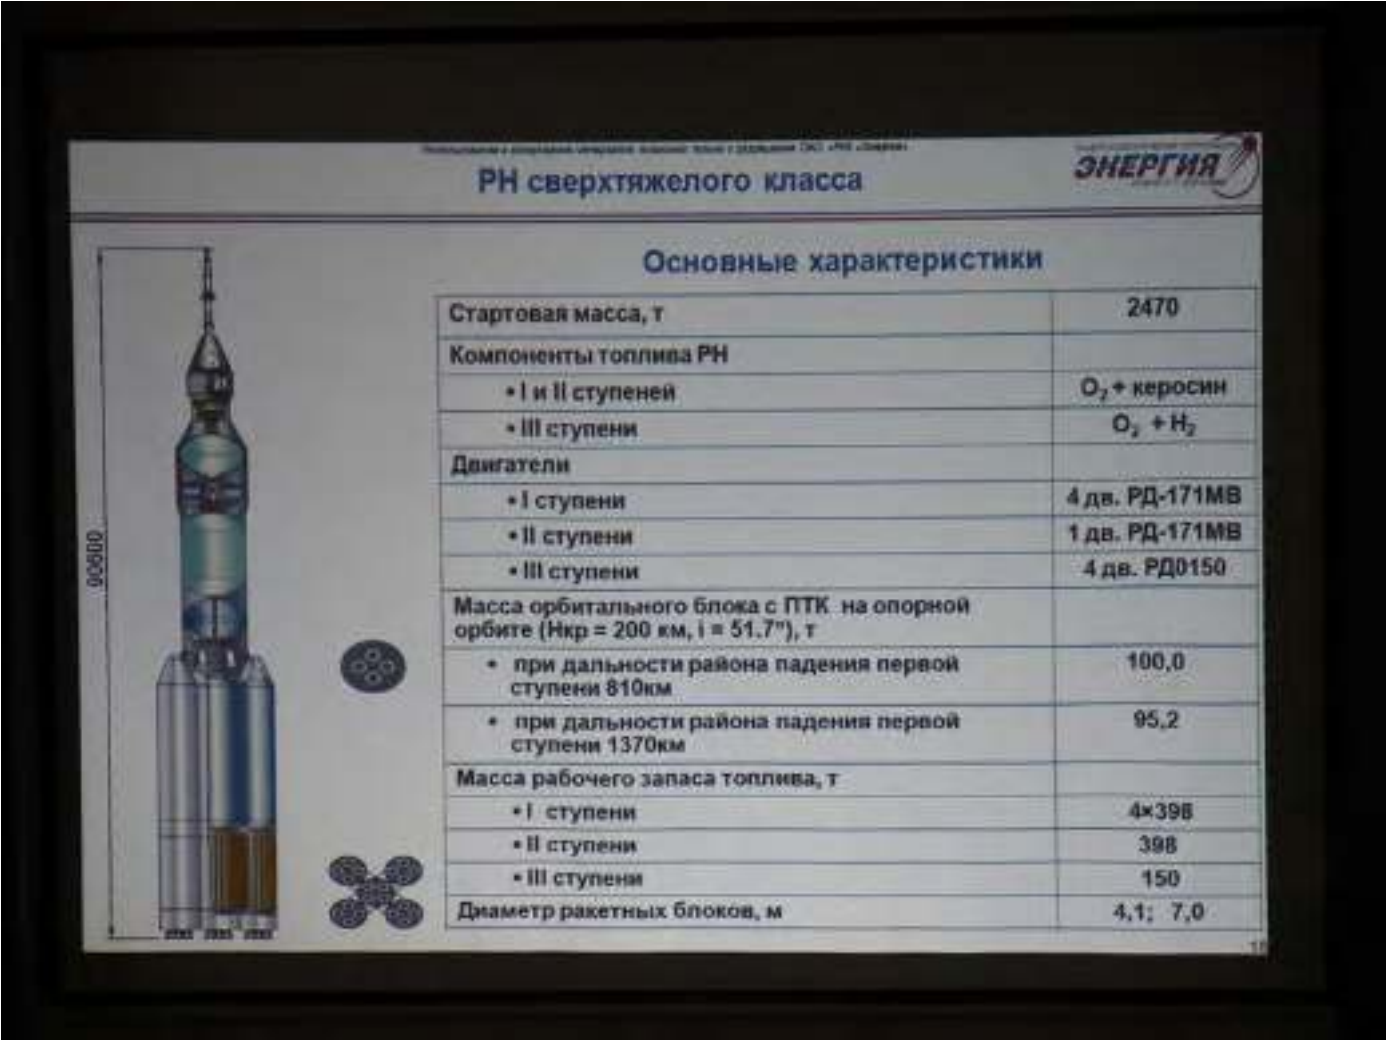 РН сверхтяжелого класса
ЭНЕРГИЯ
Основные характеристики
Стартовая масса, т 2470
Компоненты топлива РН
• I и II ступеней O2 + керосин
• III ступени O2 + H2
Двигатели
• I ступени 4 дв. РД-171МВ
• II ступени 1 дв. РД-171МВ
• III ступени 4 дв. РД0150
Масса орбитального блока с ПТК на опорной
орбите (Нкр = 200 км, i = 51.7°), т
• при дальности района падения первой
ступени 810км 100,0
• при дальности района падения первой
ступени 1370км 95,2
Масса рабочего запаса топлива, т
• I ступени 4×398
• II ступени 398
• III ступени 150
Диаметр ракетных блоков, м 4,1; 7,0
90600